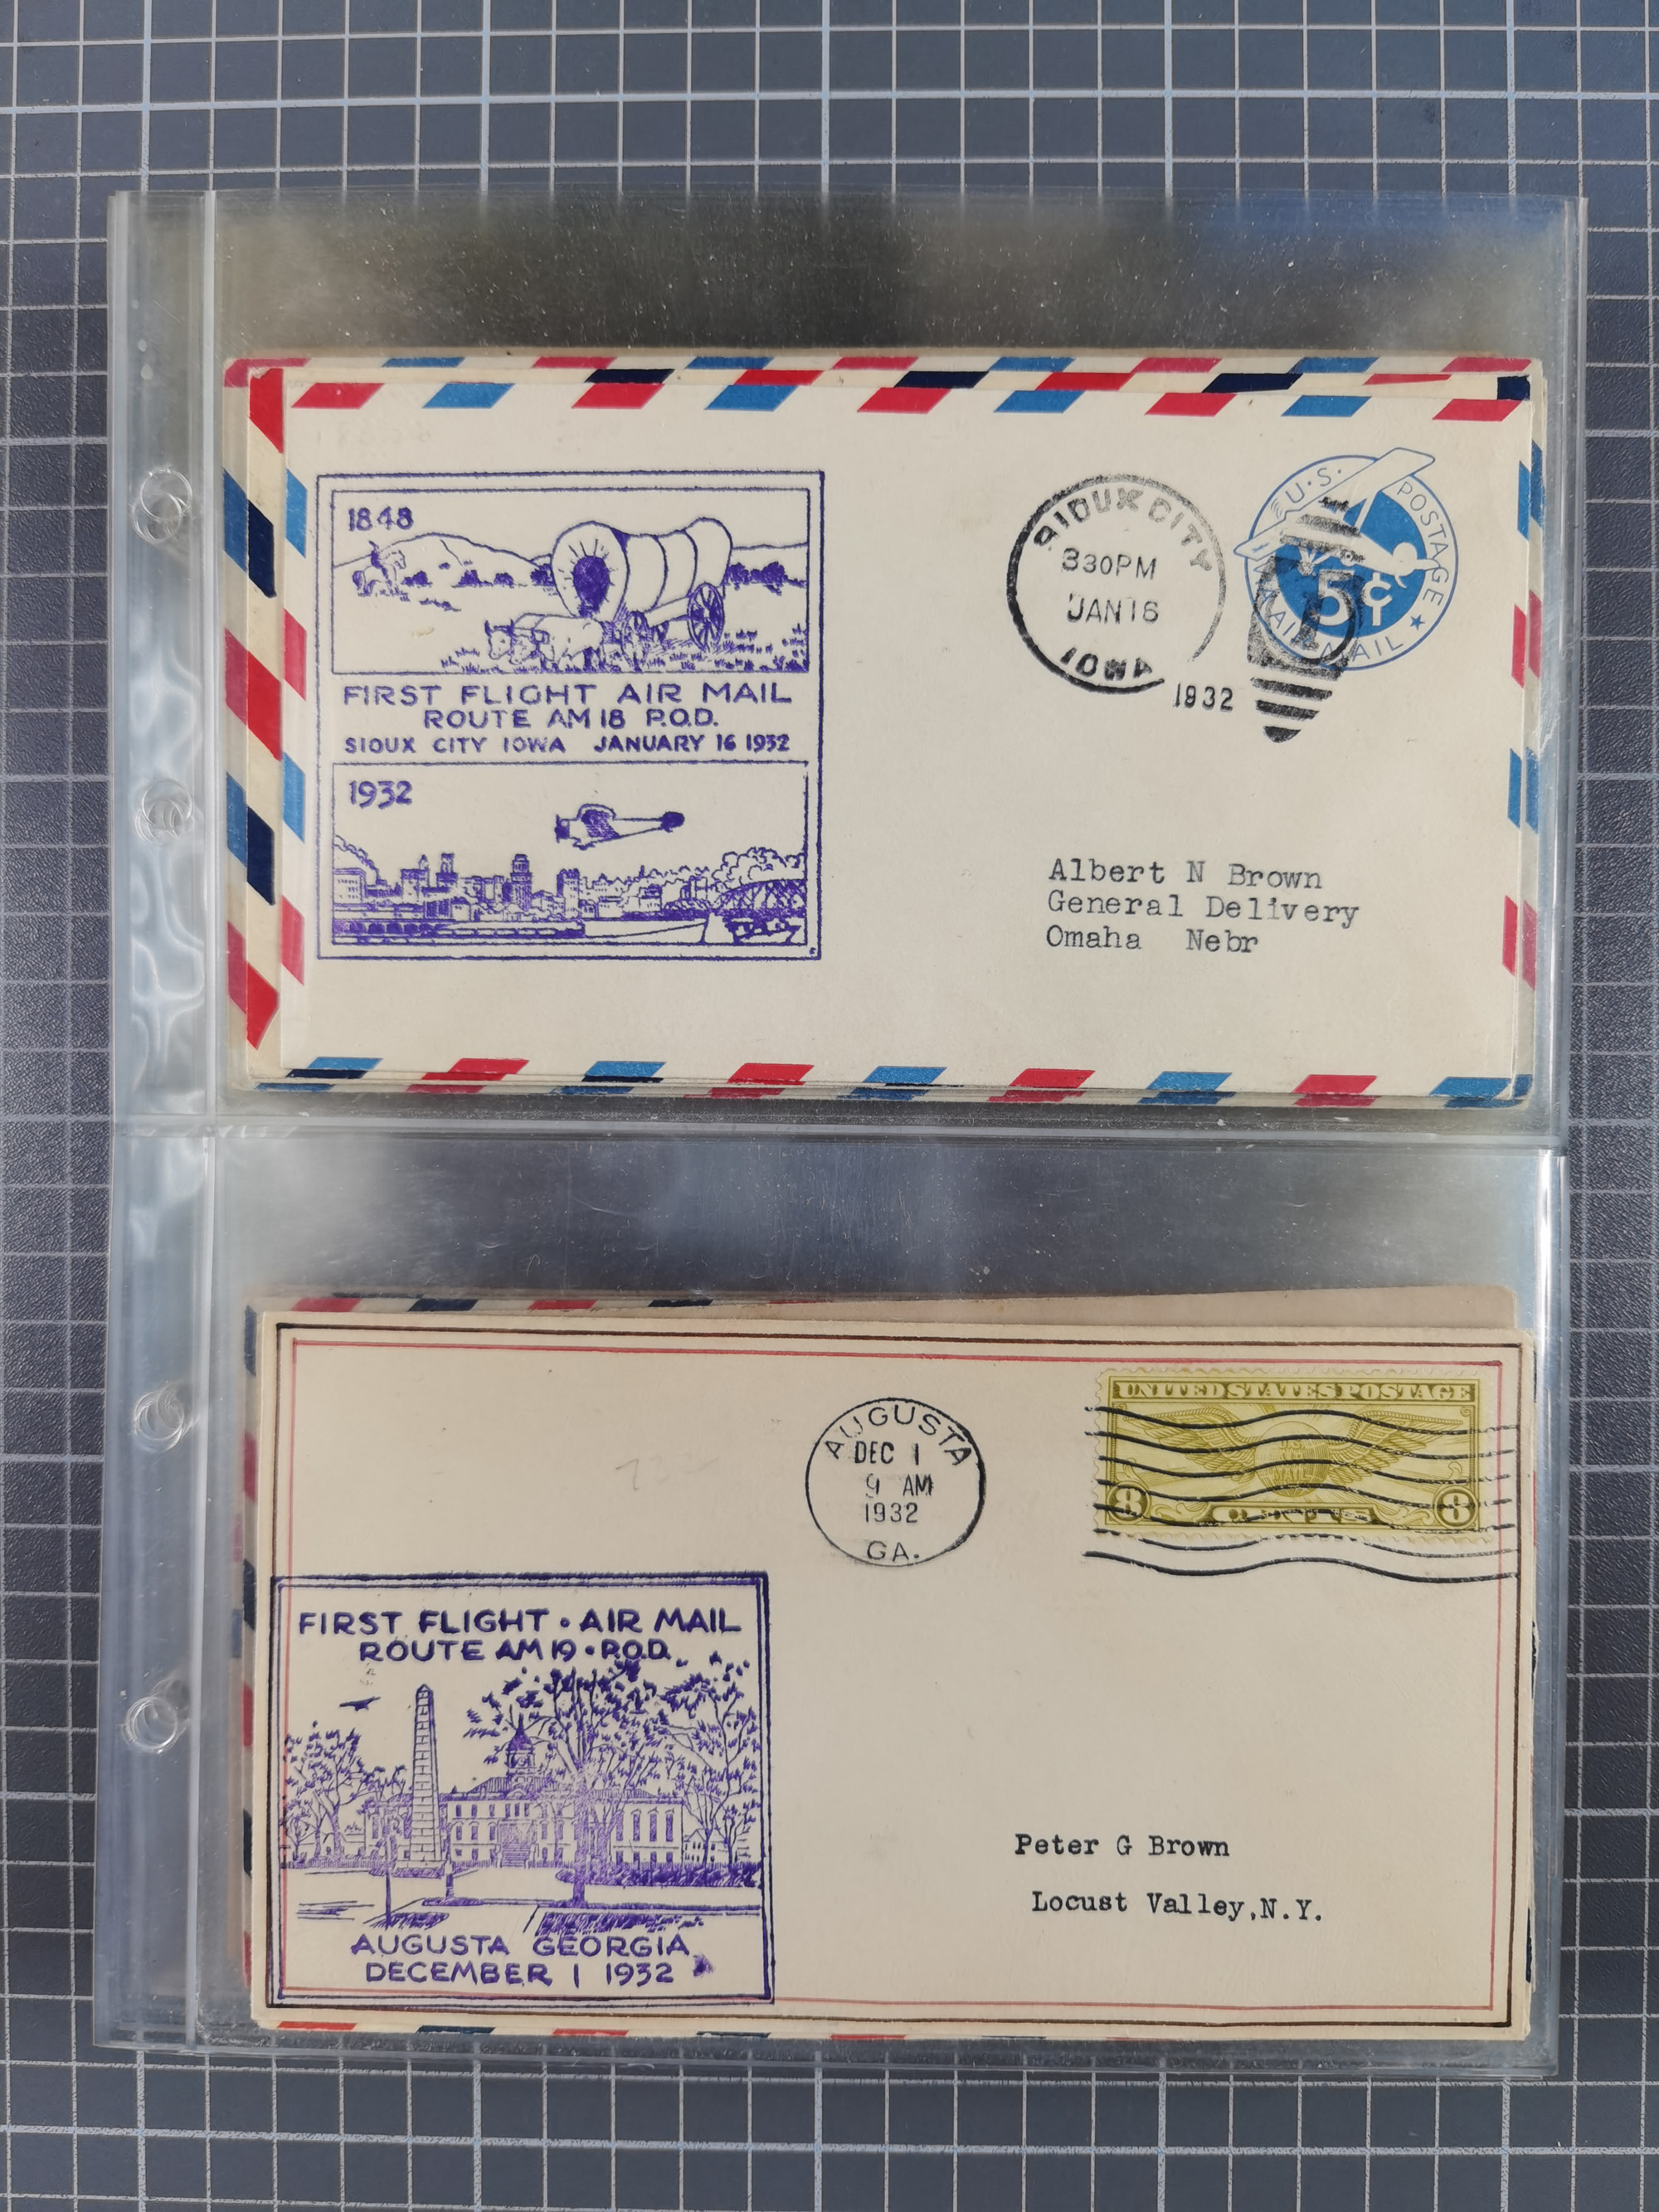 1848
FIRST FLIGHT AIR MAIL
ROUTE AM 18 P.O.D.
SIOUX CITY IOWA JANUARY 16 1932
1932
SIOUX CITY
330PM
JAN 16
IOWA
1932
U.S. POSTAGE
AIR MAIL
5¢
Albert N Brown
General Delivery
Omaha Nebr
AUGUSTA
DEC 1
9 AM
1932
GA.
UNITED STATES POSTAGE
U.S.
MAIL
8 CENTS 8
FIRST FLIGHT • AIR MAIL
ROUTE AM 19 • P.O.D.
AUGUSTA GEORGIA
DECEMBER 1 1932
Peter G Brown
Locust Valley,N.Y.